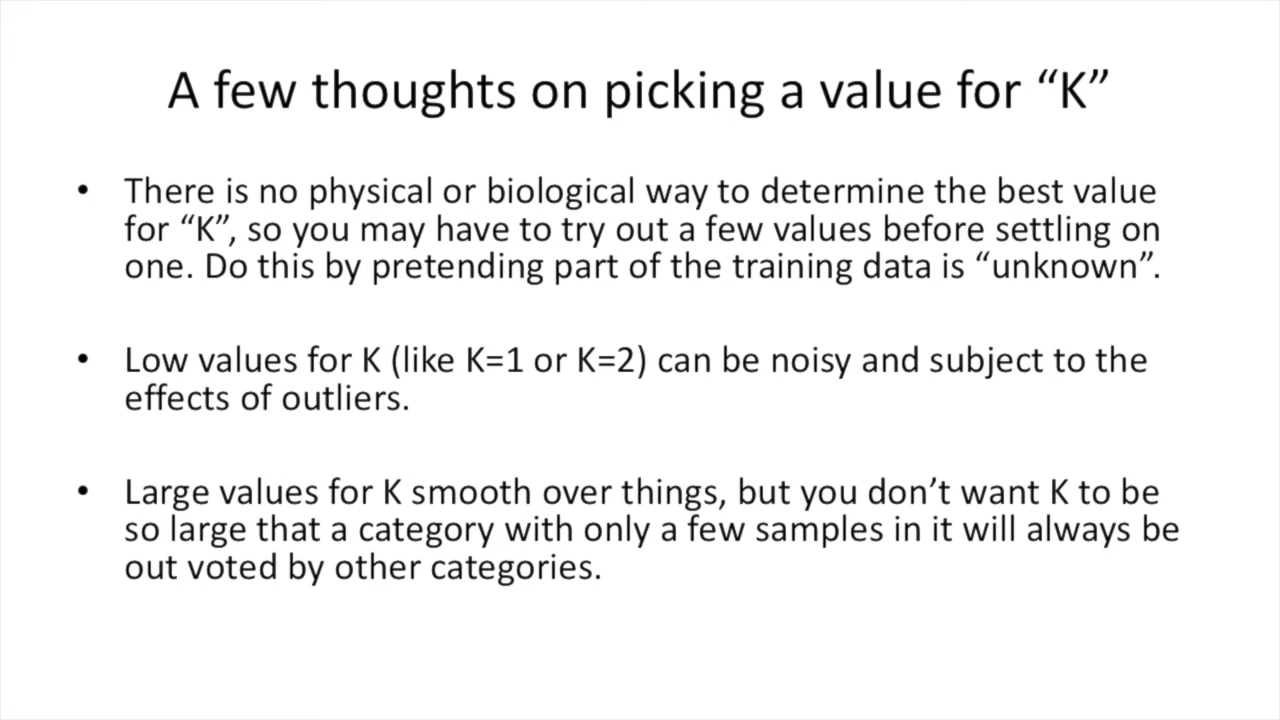 A few thoughts on picking a value for “K”
• There is no physical or biological way to determine the best value
for “K”, so you may have to try out a few values before settling on
one. Do this by pretending part of the training data is “unknown”.
• Low values for K (like K=1 or K=2) can be noisy and subject to the
effects of outliers.
• Large values for K smooth over things, but you don’t want K to be
so large that a category with only a few samples in it will always be
out voted by other categories.